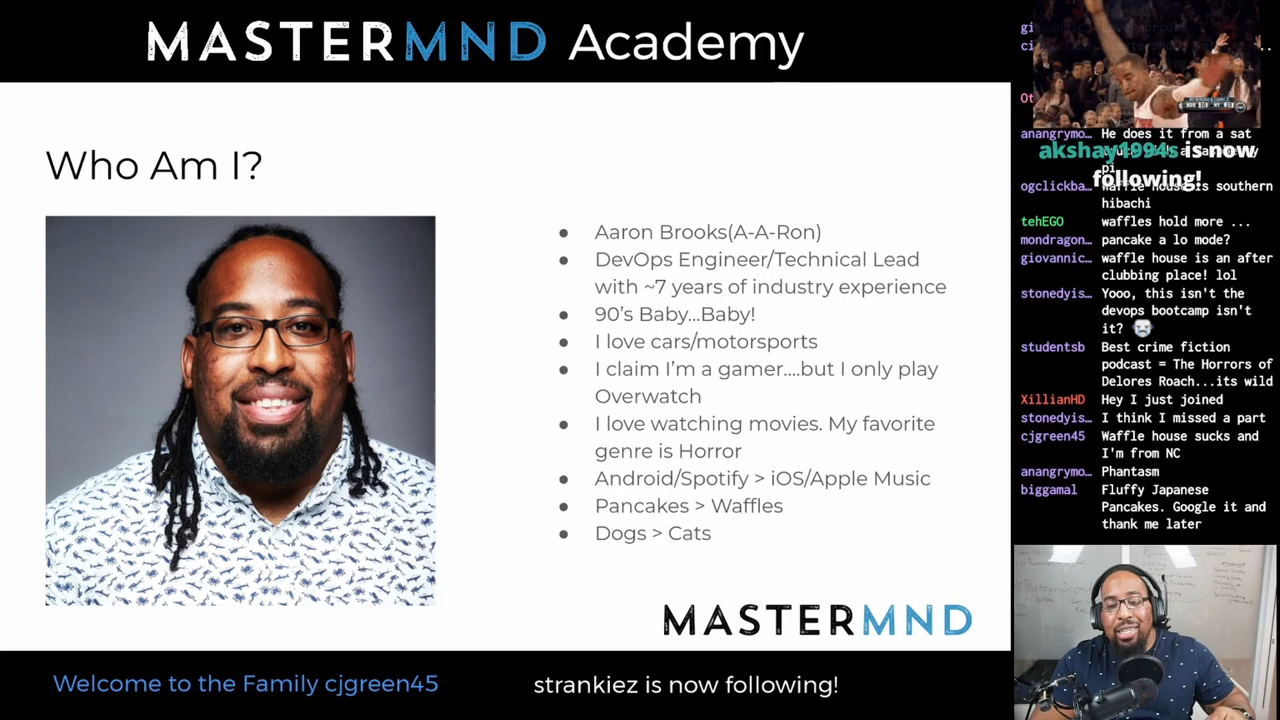 MASTERMND Academy
Who Am I?
Aaron Brooks(A-A-Ron)
DevOps Engineer/Technical Lead
with ~7 years of industry experience
90's Baby...Baby!
I love cars/motorsports
I claim I'm a gamer....but I only play
Overwatch
I love watching movies. My favorite
genre is Horror
Android/Spotify > iOS/Apple Music
Pancakes > Waffles
Dogs > Cats
MASTERMND
Welcome to the Family cjgreen45
strankiez is now following!
anangrymo… He does it from a sat
akshay1994s is now
following!
ogclickba… waffle house is southern
hibachi
tehEGO waffles hold more ...
mondragon… pancake a lo mode?
giovannic… waffle house is an after
clubbing place! lol
stonedyis… Yooo, this isn't the
devops bootcamp isn't
it?
studentsb Best crime fiction
podcast = The Horrors of
Delores Roach...its wild
XillianHD Hey I just joined
stonedyis… I think I missed a part
cjgreen45 Waffle house sucks and
I'm from NC
anangrymo… Phantasm
biggamal Fluffy Japanese
Pancakes. Google it and
thank me later